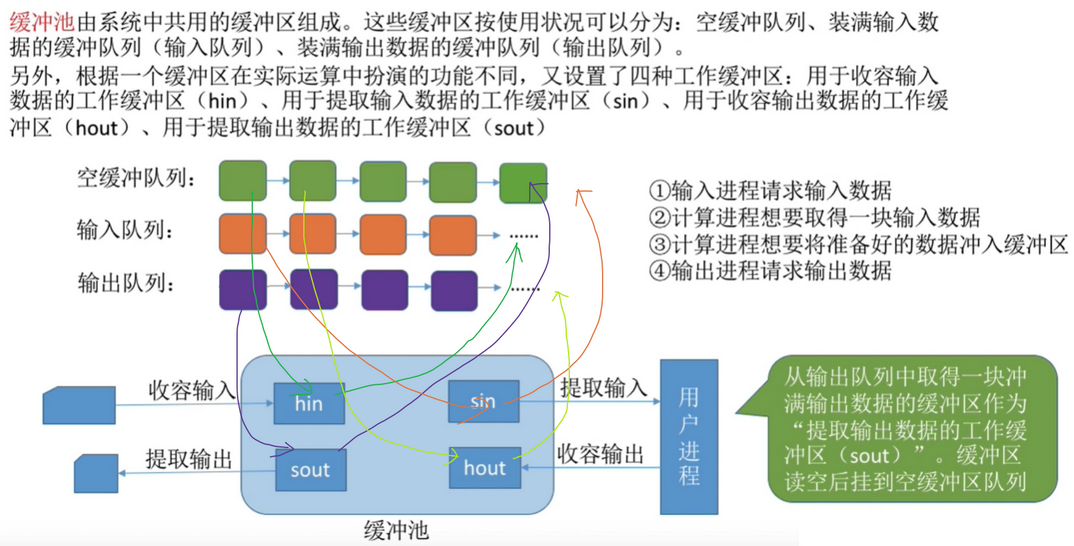 缓冲池由系统中共用的缓冲区组成。这些缓冲区按使用状况可以分为：空缓冲队列、装满输入数
据的缓冲队列（输入队列）、装满输出数据的缓冲队列（输出队列）。
另外，根据一个缓冲区在实际运算中扮演的功能不同，又设置了四种工作缓冲区：用于收容输入
数据的工作缓冲区（hin）、用于提取输入数据的工作缓冲区（sin）、用于收容输出数据的工作缓
冲区（hout）、用于提取输出数据的工作缓冲区（sout）
空缓冲队列：
输入队列：
......
输出队列：
......
①输入进程请求输入数据
②计算进程想要取得一块输入数据
③计算进程想要将准备好的数据冲入缓冲区
④输出进程请求输出数据
收容输入
hin
sin
提取输入
提取输出
sout
hout
收容输出
用户进程
缓冲池
从输出队列中取得一块冲
满输出数据的缓冲区作为
“提取输出数据的工作缓
冲区（sout）”。缓冲区
读空后挂到空缓冲区队列